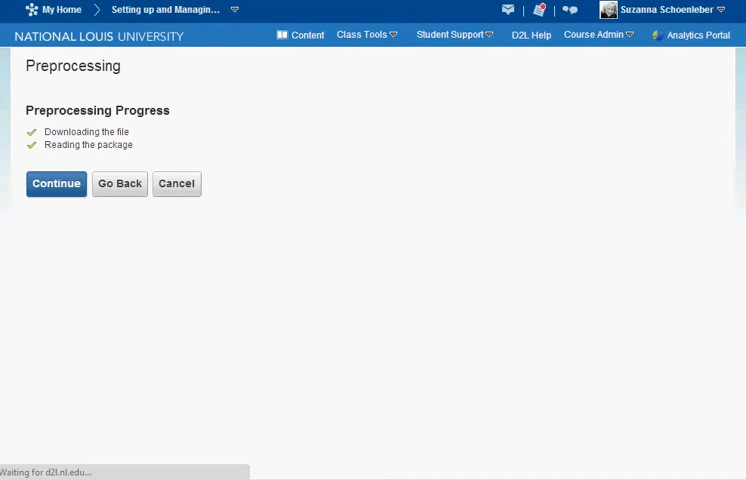 My Home Setting up and Managin... Suzanna Schoenleber
NATIONAL LOUIS UNIVERSITY Content Class Tools Student Support D2L Help Course Admin Analytics Portal
Preprocessing
Preprocessing Progress
Downloading the file
Reading the package
Continue Go Back Cancel
Waiting for d2l.nl.edu...